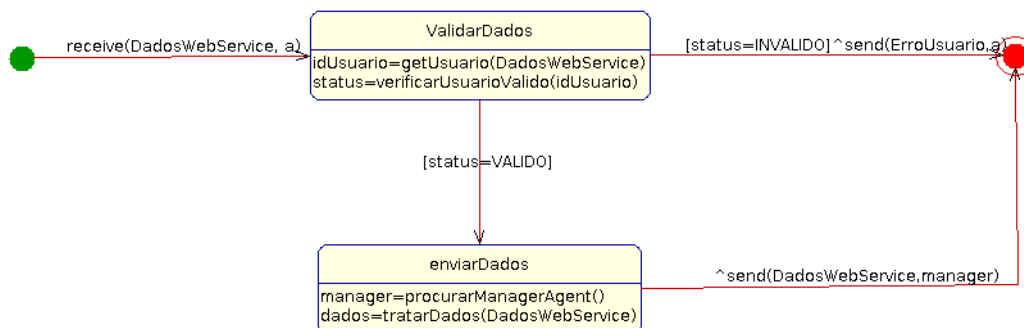 receive(DadosWebService, a)
ValidarDados
idUsuario=getUsuario(DadosWebService)
status=verificarUsuarioValido(idUsuario)
[status=INVALIDO]^send(ErroUsuario,a)
[status=VALIDO]
enviarDados
manager=procurarManagerAgent()
dados=tratarDados(DadosWebService)
^send(DadosWebService,manager)